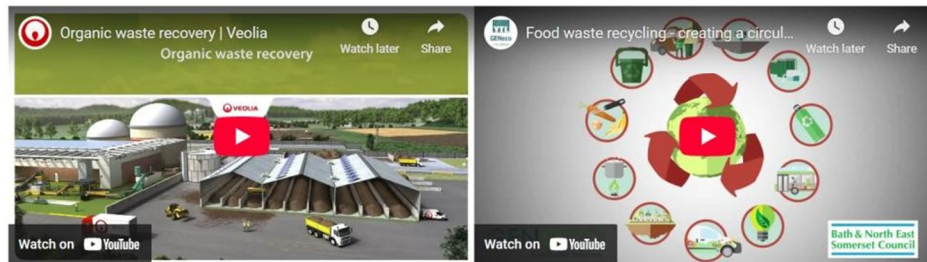 Organic waste recovery | Veolia
Watch later
Share
Organic waste recovery
VEOLIA
Watch on YouTube
GENeco
Food waste recycling - creating a circul...
Watch later
Share
Watch on YouTube
Bath & North East
Somerset Council